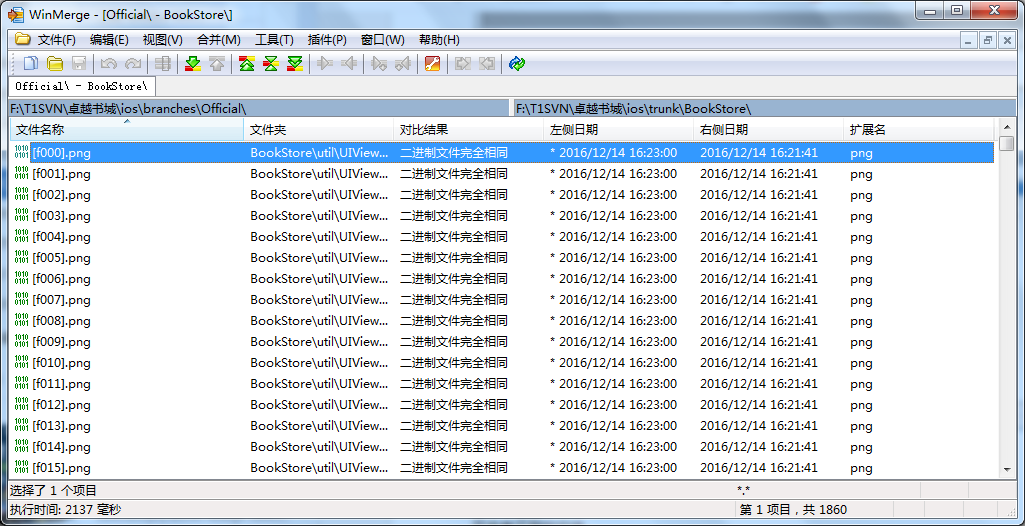 WinMerge - [Official\ - BookStore\]
文件(F) 编辑(E) 视图(V) 合并(M) 工具(T) 插件(P) 窗口(W) 帮助(H)
Official\ - BookStore\
F:\T1SVN\卓越书城\ios\branches\Official\ F:\T1SVN\卓越书城\ios\trunk\BookStore\
文件名称 文件夹 对比结果 左侧日期 右侧日期 扩展名
[f000].png BookStore\util\UIView... 二进制文件完全相同 * 2016/12/14 16:23:00 2016/12/14 16:21:41 png
[f001].png BookStore\util\UIView... 二进制文件完全相同 * 2016/12/14 16:23:00 2016/12/14 16:21:41 png
[f002].png BookStore\util\UIView... 二进制文件完全相同 * 2016/12/14 16:23:00 2016/12/14 16:21:41 png
[f003].png BookStore\util\UIView... 二进制文件完全相同 * 2016/12/14 16:23:00 2016/12/14 16:21:41 png
[f004].png BookStore\util\UIView... 二进制文件完全相同 * 2016/12/14 16:23:00 2016/12/14 16:21:41 png
[f005].png BookStore\util\UIView... 二进制文件完全相同 * 2016/12/14 16:23:00 2016/12/14 16:21:41 png
[f006].png BookStore\util\UIView... 二进制文件完全相同 * 2016/12/14 16:23:00 2016/12/14 16:21:41 png
[f007].png BookStore\util\UIView... 二进制文件完全相同 * 2016/12/14 16:23:00 2016/12/14 16:21:41 png
[f008].png BookStore\util\UIView... 二进制文件完全相同 * 2016/12/14 16:23:00 2016/12/14 16:21:41 png
[f009].png BookStore\util\UIView... 二进制文件完全相同 * 2016/12/14 16:23:00 2016/12/14 16:21:41 png
[f010].png BookStore\util\UIView... 二进制文件完全相同 * 2016/12/14 16:23:00 2016/12/14 16:21:41 png
[f011].png BookStore\util\UIView... 二进制文件完全相同 * 2016/12/14 16:23:00 2016/12/14 16:21:41 png
[f012].png BookStore\util\UIView... 二进制文件完全相同 * 2016/12/14 16:23:00 2016/12/14 16:21:41 png
[f013].png BookStore\util\UIView... 二进制文件完全相同 * 2016/12/14 16:23:00 2016/12/14 16:21:41 png
[f014].png BookStore\util\UIView... 二进制文件完全相同 * 2016/12/14 16:23:00 2016/12/14 16:21:41 png
[f015].png BookStore\util\UIView... 二进制文件完全相同 * 2016/12/14 16:23:00 2016/12/14 16:21:41 png
选择了 1 个项目 *.*
执行时间: 2137 毫秒 第 1 项目，共 1860